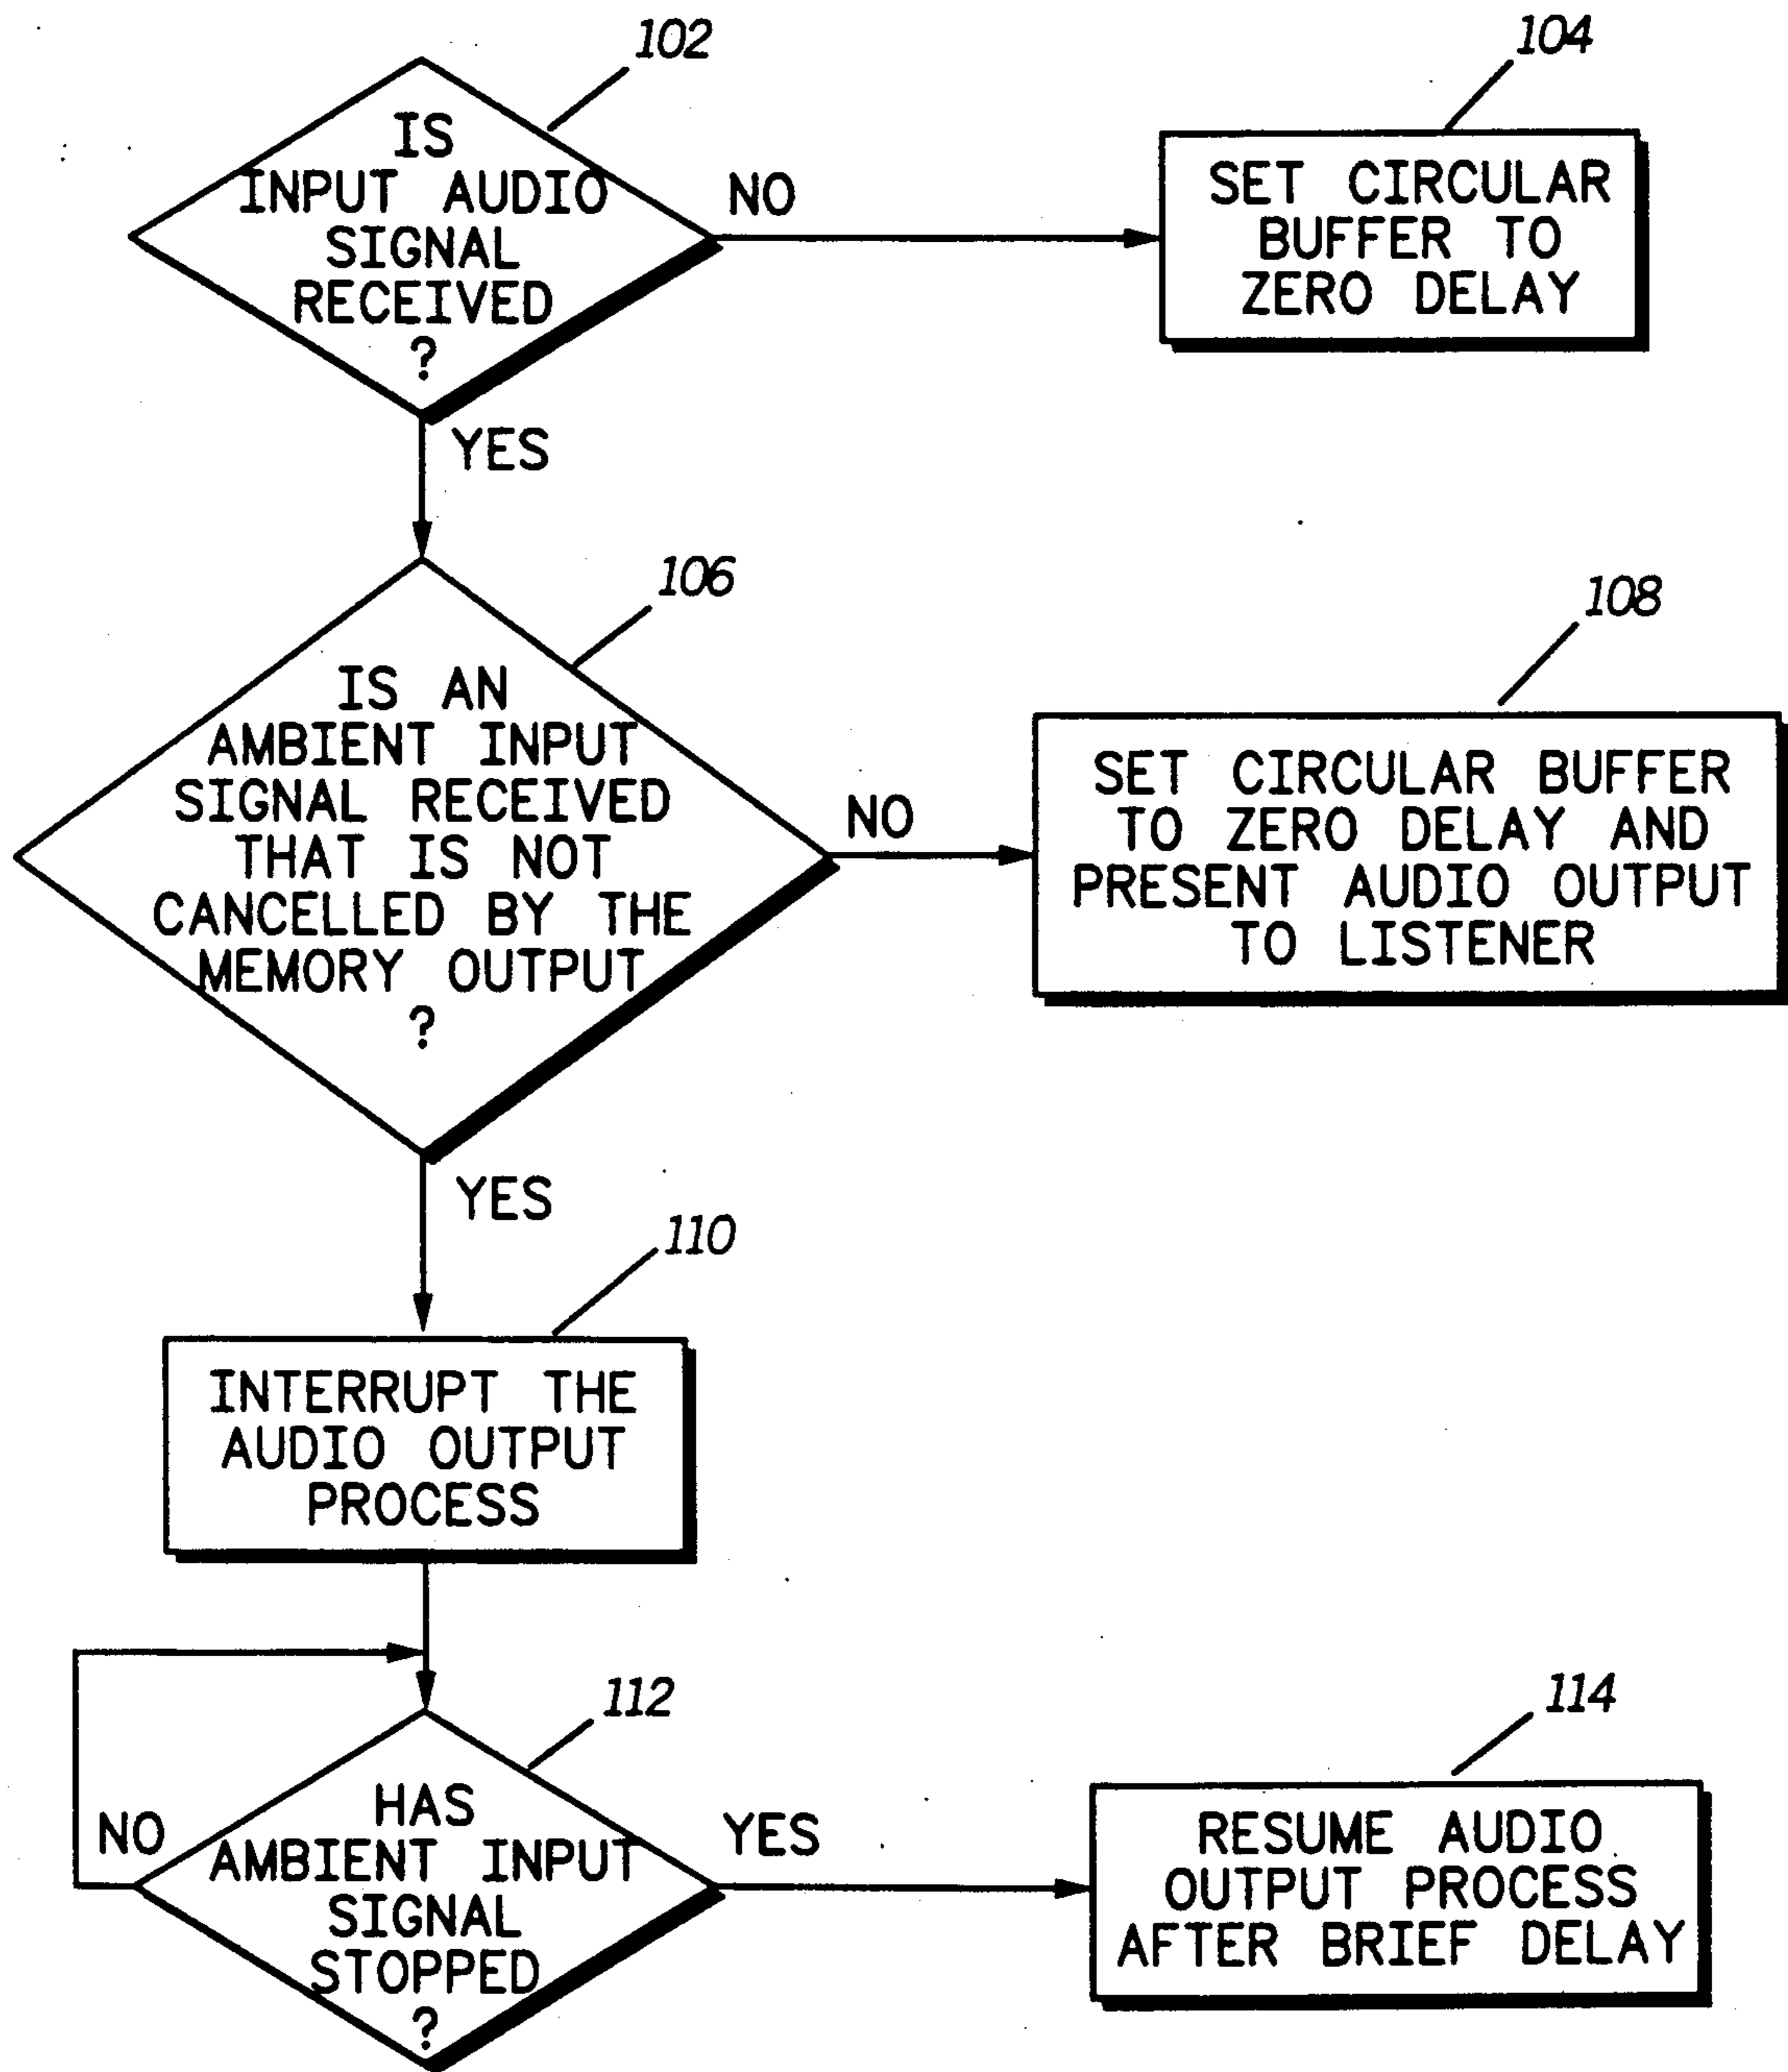 102
IS
INPUT AUDIO
SIGNAL
RECEIVED
?
NO
104
SET CIRCULAR
BUFFER TO
ZERO DELAY
YES
106
IS AN
AMBIENT INPUT
SIGNAL RECEIVED
THAT IS NOT
CANCELLED BY THE
MEMORY OUTPUT
?
NO
108
SET CIRCULAR BUFFER
TO ZERO DELAY AND
PRESENT AUDIO OUTPUT
TO LISTENER
YES
110
INTERRUPT THE
AUDIO OUTPUT
PROCESS
112
HAS
AMBIENT INPUT
SIGNAL
STOPPED
?
NO
YES
114
RESUME AUDIO
OUTPUT PROCESS
AFTER BRIEF DELAY